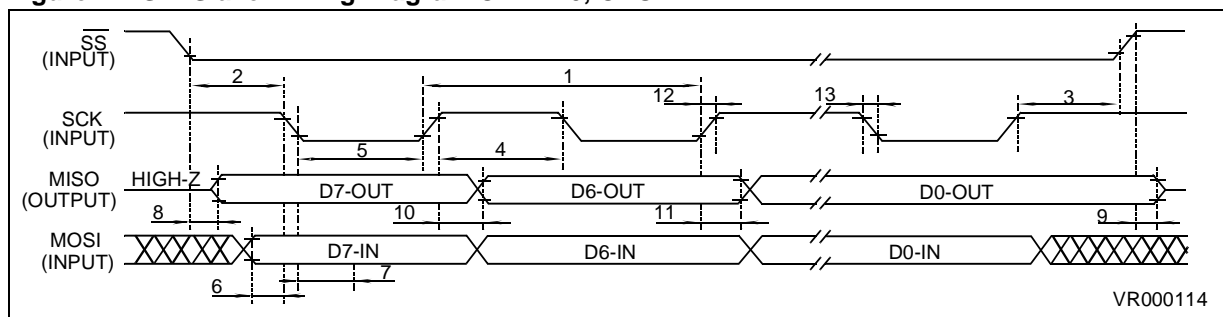 SS
(INPUT)
2
1
12
13
3
SCK
(INPUT)
5
4
MISO
(OUTPUT)
HIGH-Z
D7-OUT
D6-OUT
D0-OUT
8
10
11
9
MOSI
(INPUT)
D7-IN
D6-IN
D0-IN
7
6
VR000114